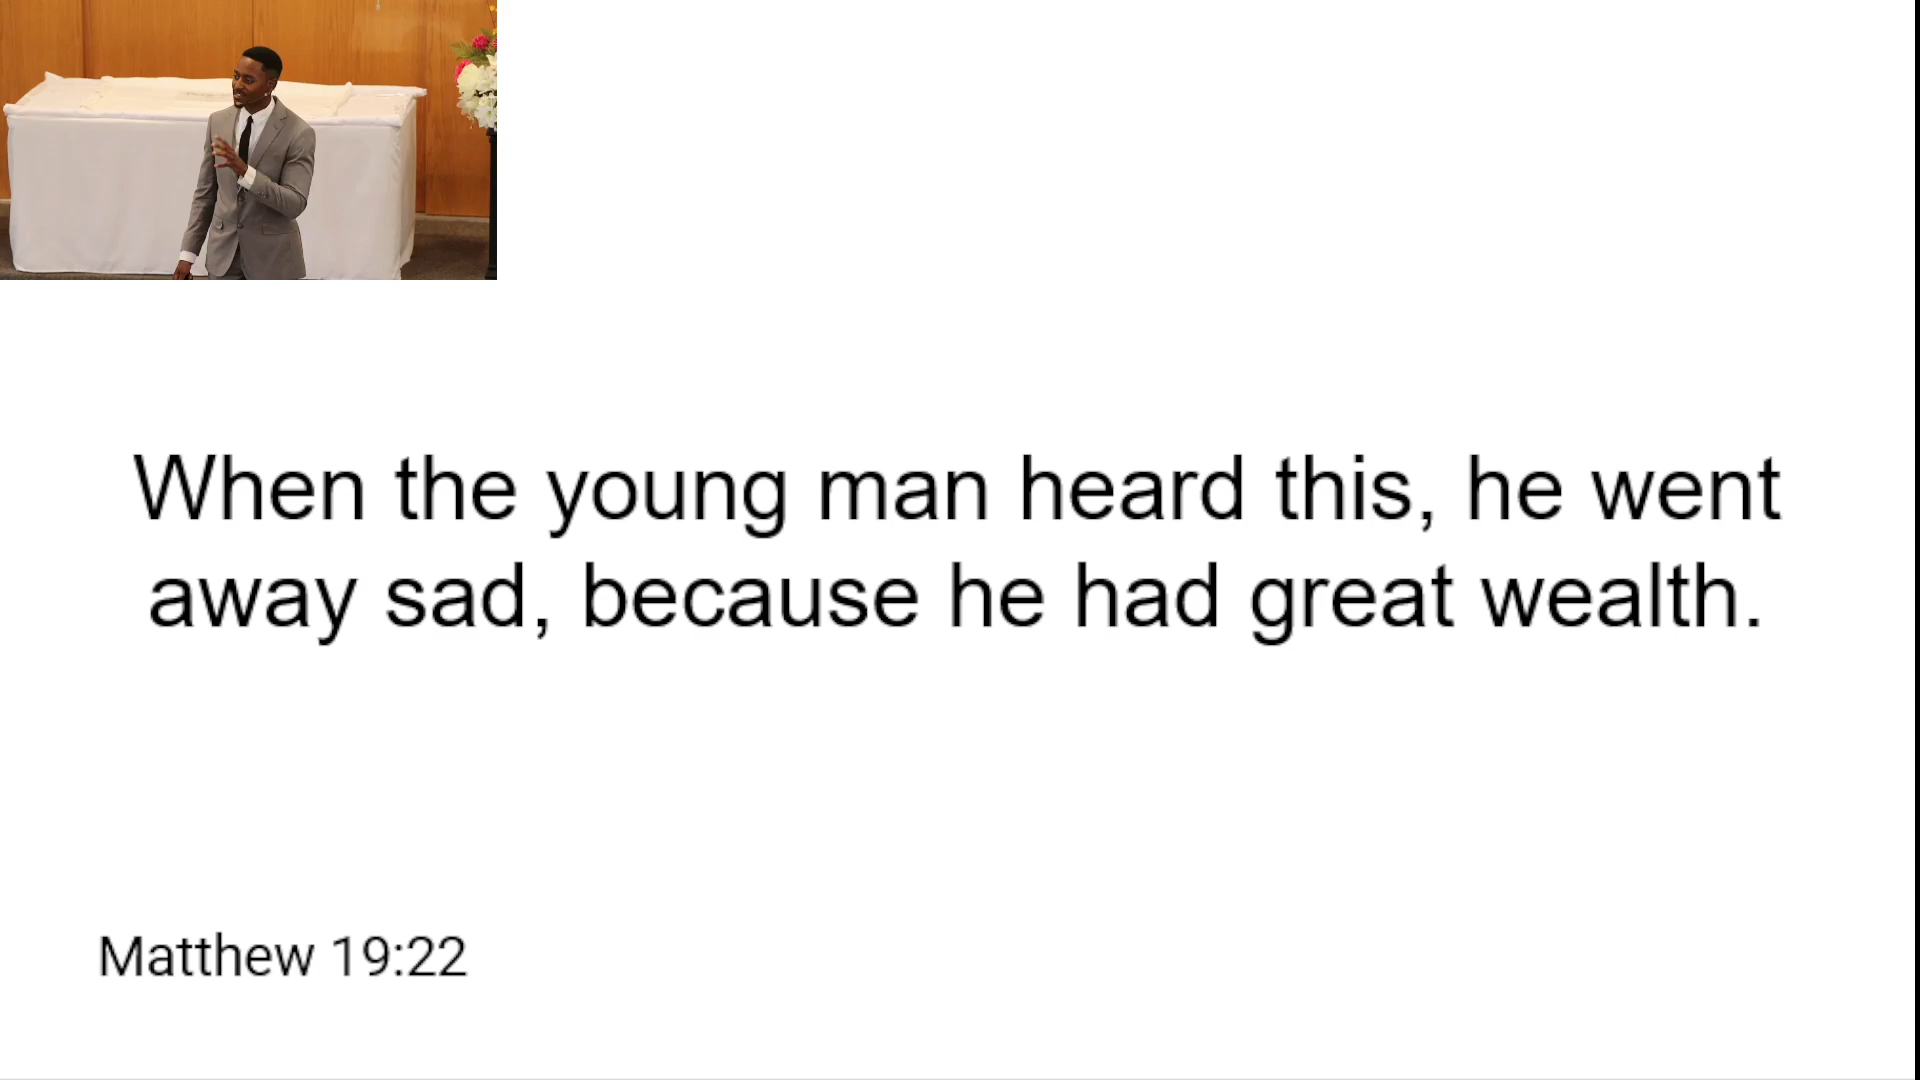 When the young man heard this, he went
away sad, because he had great wealth.
Matthew 19:22